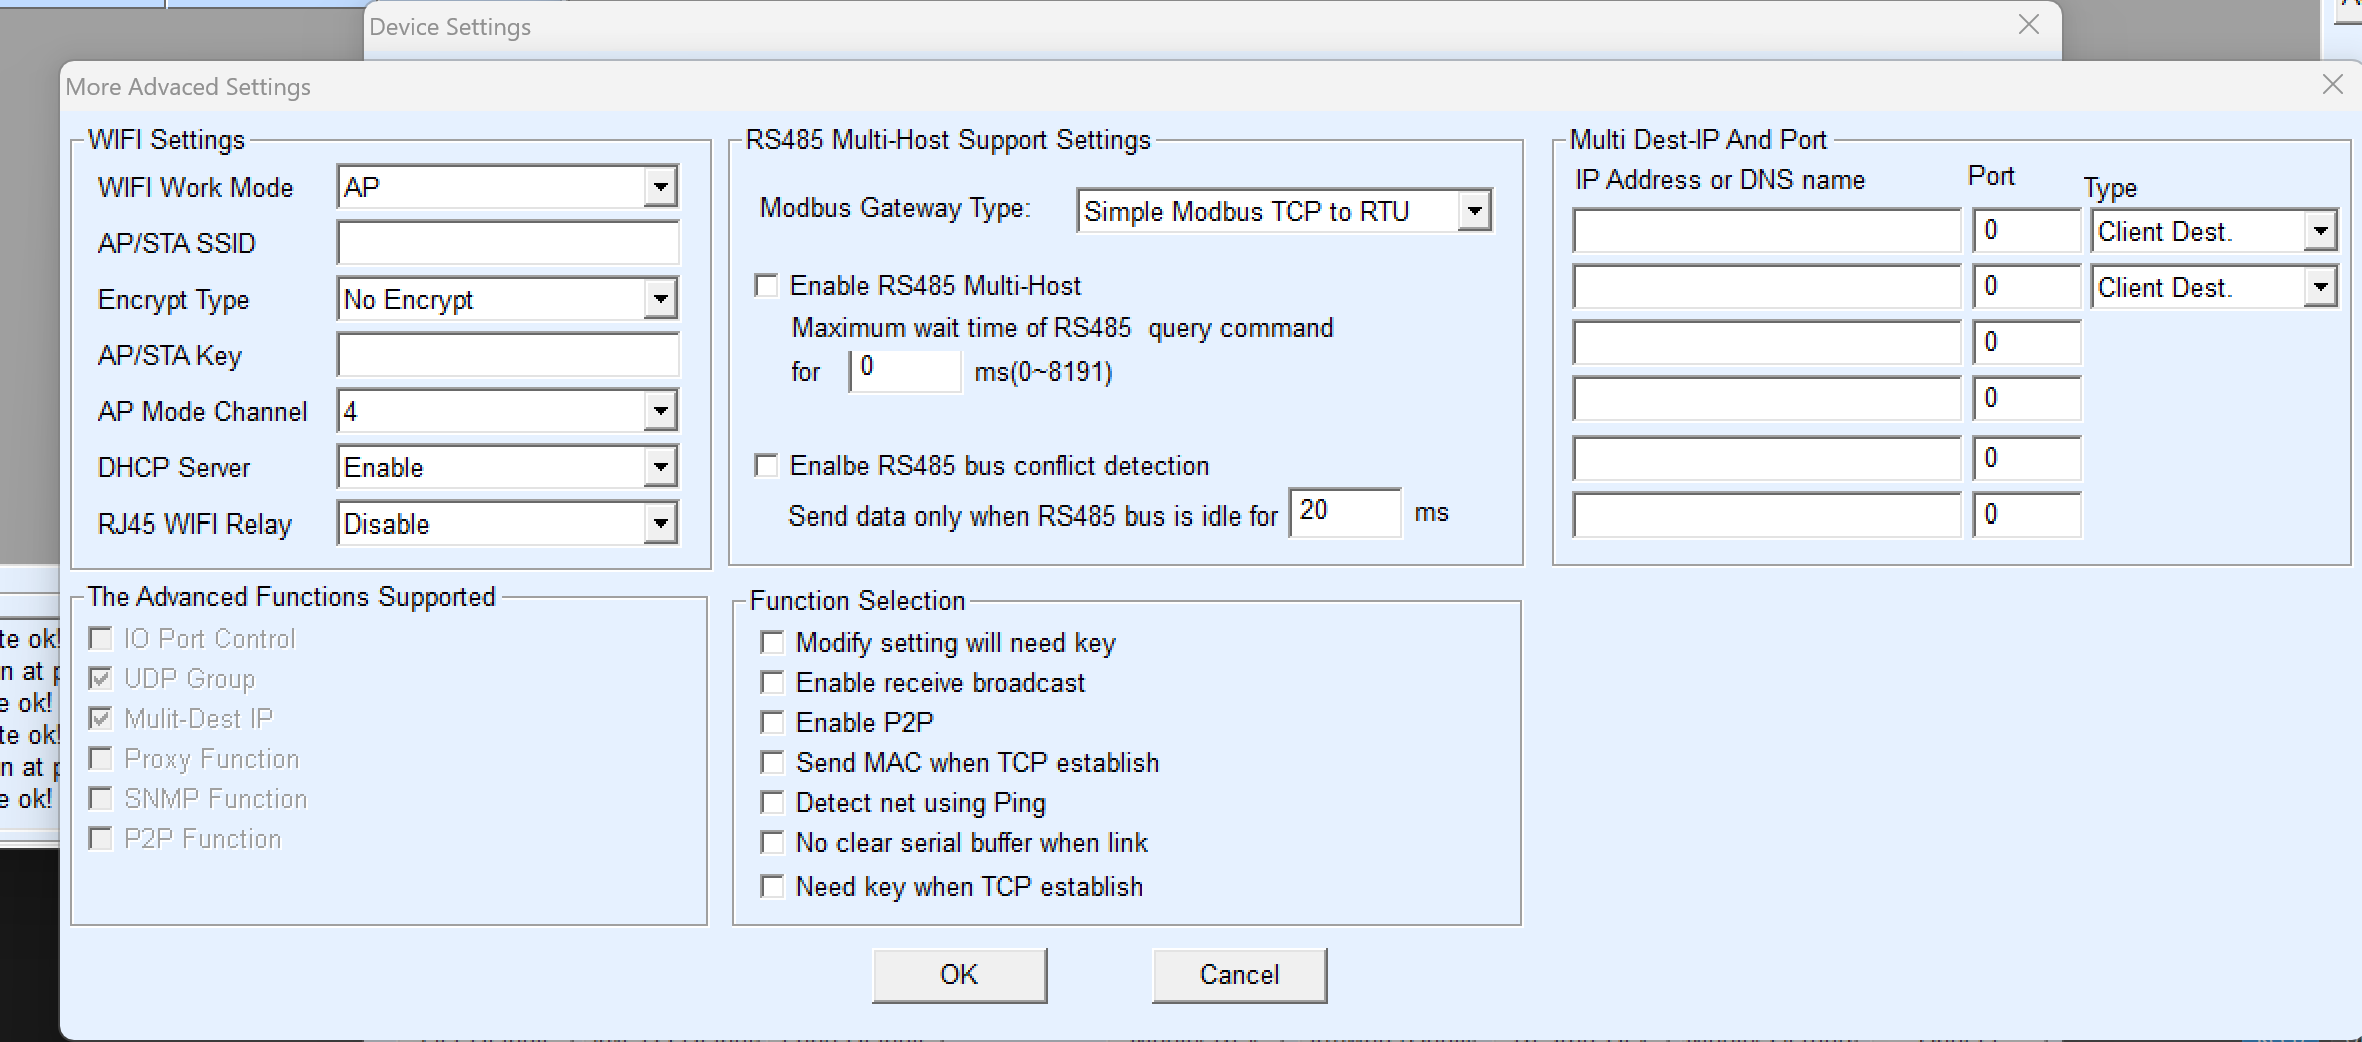 Device Settings
More Advaced Settings
WIFI Settings
WIFI Work Mode AP
AP/STA SSID
Encrypt Type No Encrypt
AP/STA Key
AP Mode Channel 4
DHCP Server Enable
RJ45 WIFI Relay Disable
RS485 Multi-Host Support Settings
Modbus Gateway Type: Simple Modbus TCP to RTU
Enable RS485 Multi-Host
Maximum wait time of RS485 query command
for 0 ms(0~8191)
Enalbe RS485 bus conflict detection
Send data only when RS485 bus is idle for 20 ms
Multi Dest-IP And Port
IP Address or DNS name Port Type
0 Client Dest.
0 Client Dest.
0
0
0
0
The Advanced Functions Supported
IO Port Control
UDP Group
Mulit-Dest IP
Proxy Function
SNMP Function
P2P Function
Function Selection
Modify setting will need key
Enable receive broadcast
Enable P2P
Send MAC when TCP establish
Detect net using Ping
No clear serial buffer when link
Need key when TCP establish
OK Cancel
te ok!
n at
e ok!
te ok!
n at
e ok!